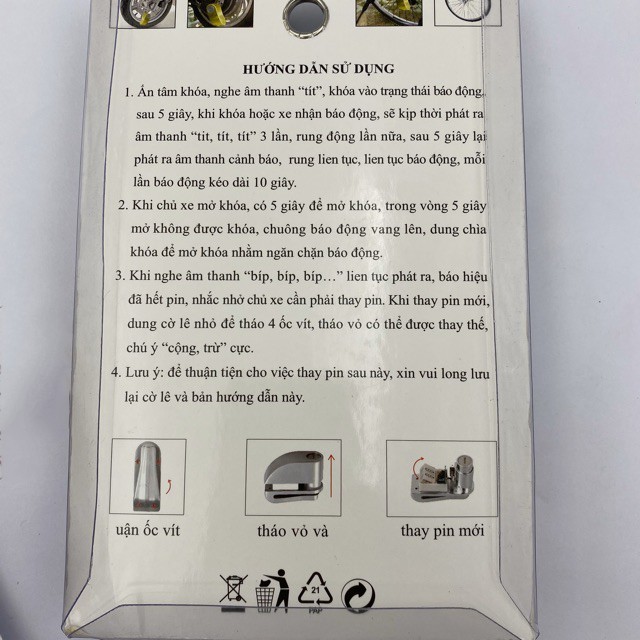 HƯỚNG DẪN SỬ DỤNG
1. Ấn tâm khóa, nghe âm thanh “tít”, khóa vào trạng thái báo động.
sau 5 giây, khi khóa hoặc xe nhận báo động, sẽ kịp thời phát ra
âm thanh “tit, tít, tít” 3 lần, rung động lần nữa, sau 5 giây lại
phát ra âm thanh cảnh báo, rung lien tục, lien tục báo động, mỗi
lần báo động kéo dài 10 giây.
2. Khi chủ xe mở khóa, có 5 giây để mở khóa, trong vòng 5 giây
mở không được khóa, chuông báo động vang lên, dung chìa
khóa để mở khóa nhằm ngăn chặn báo động.
3. Khi nghe âm thanh “bíp, bíp, bíp…” lien tục phát ra, báo hiệu
đã hết pin, nhắc nhở chủ xe cần phải thay pin. Khi thay pin mới,
dung cờ lê nhỏ để tháo 4 ốc vít, tháo vỏ có thể được thay thế,
chú ý “cộng, trừ” cực.
4. Lưu ý: để thuận tiện cho việc thay pin sau này, xin vui long lưu
lại cờ lê và bản hướng dẫn này.
uận ốc vít
tháo vỏ và
thay pin mới
21
PAP